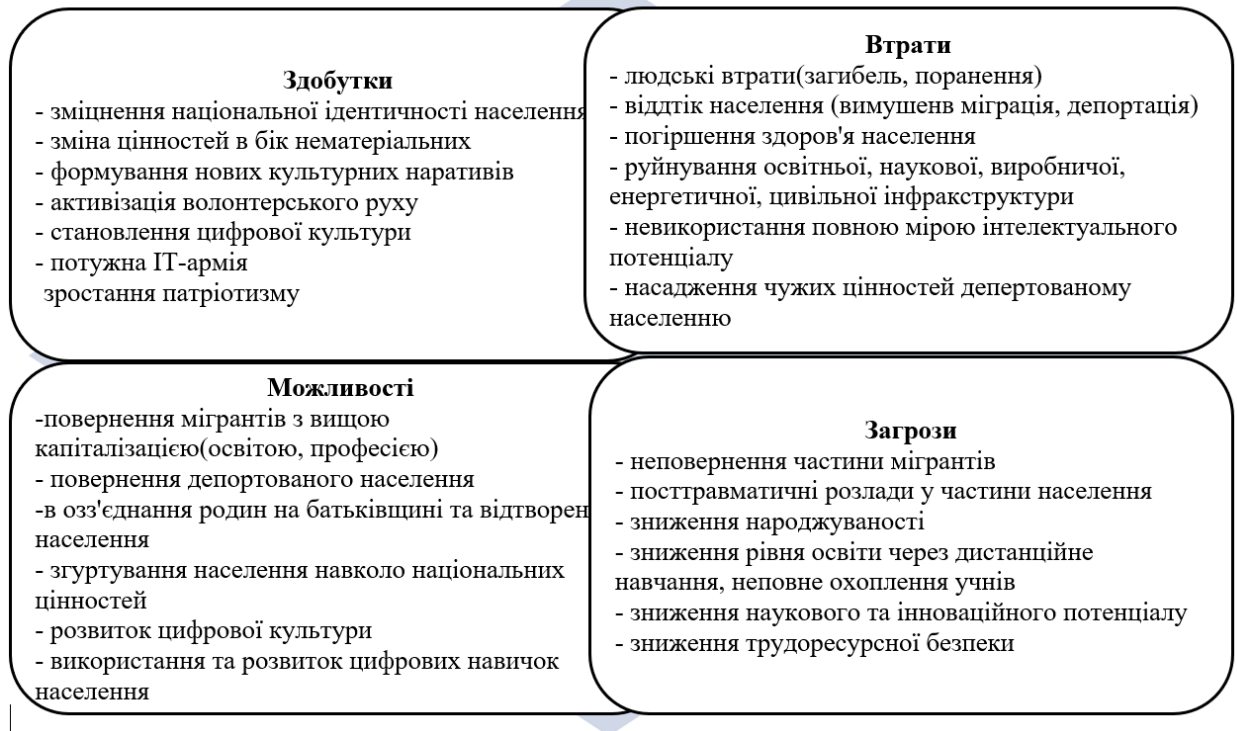 Здобутки
- зміцнення національної ідентичності населення
- зміна цінностей в бік нематеріальних
- формування нових культурних наративів
- активізація волонтерського руху
- становлення цифрової культури
- потужна ІТ-армія
зростання патріотизму
Втрати
- людські втрати(загибель, поранення)
- віддтік населення (вимушенв міграція, депортація)
- погіршення здоров'я населення
- руйнування освітньої, наукової, виробничої,
енергетичної, цивільної інфракструктури
- невикористання повною мірою інтелектуального
потенціалу
- насадження чужих цінностей депертованому
населенню
Можливості
-повернення мігрантів з вищою
капіталізацією(освітою, професією)
- повернення депортованого населення
-в озз'єднання родин на батьківщині та відтворен
населення
- згуртування населення навколо національних
цінностей
- розвиток цифрової культури
- використання та розвиток цифрових навичок
населення
Загрози
- неповернення частини мігрантів
- посттравматичні розлади у частини населення
- зниження народжуваності
- зниження рівня освіти через дистанційне
навчання, неповне охоплення учнів
- зниження наукового та інноваційного потенціалу
- зниження трудоресурсної безпеки